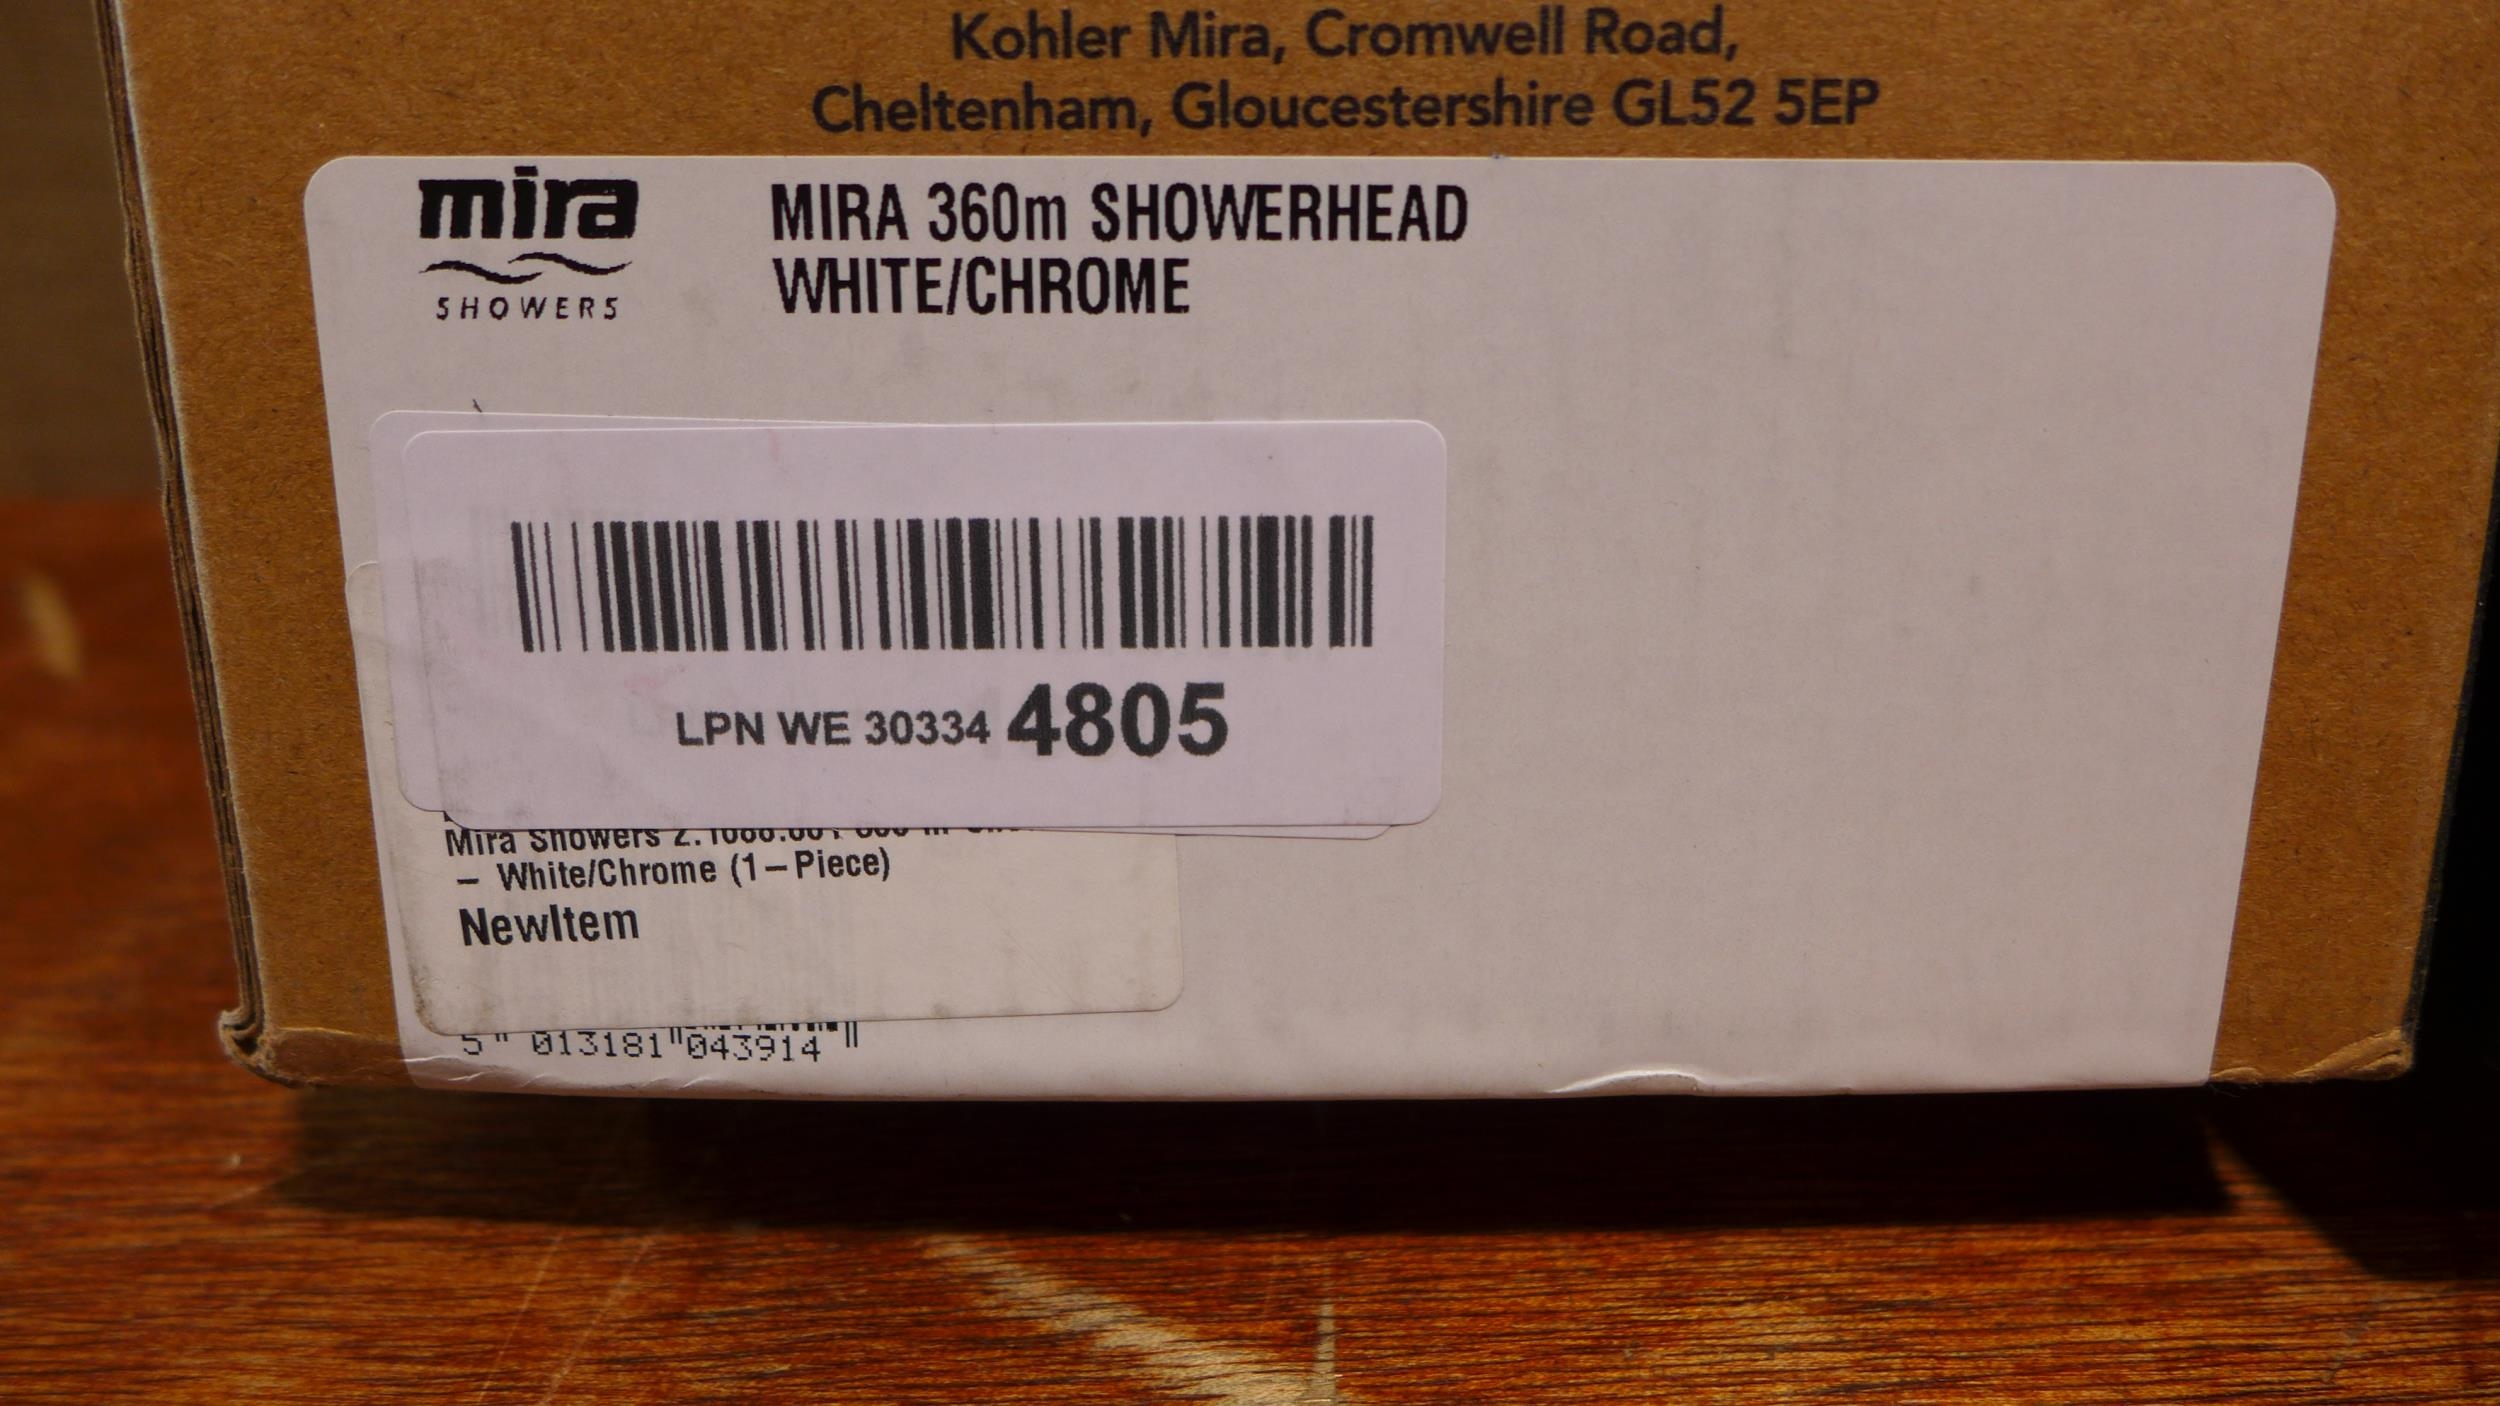 Kohler Mira, Cromwell Road,
Cheltenham, Gloucestershire GL52 5EP
mira
SHOWERS
MIRA 360m SHOWERHEAD
WHITE/CHROME
LPN WE 30334 4805
Mira Showers
- White/Chrome (1-Piece)
NewItem
5 013181 043914